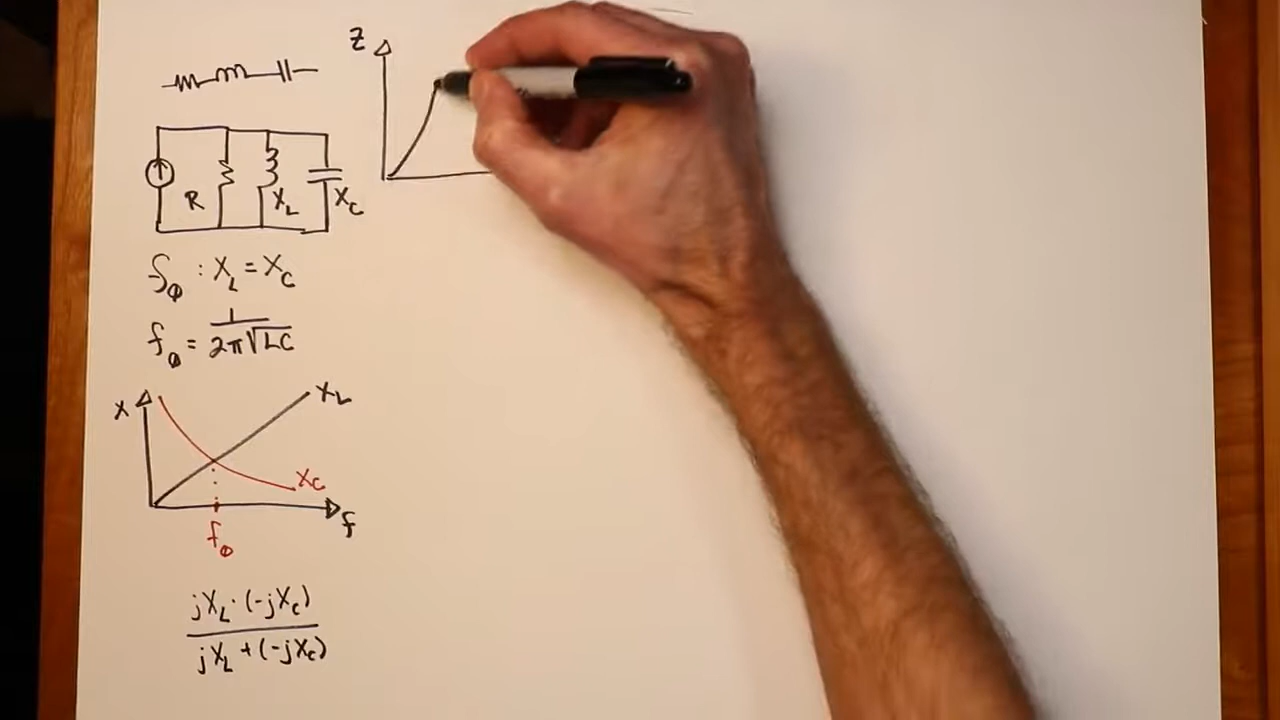 Z
R X_L X_C
f_0 : X_L = X_C
f_0 = 1/(2π√LC)
X X_L
X_C
f_0 f
jX_L · (-jX_C)
jX_L + (-jX_C)